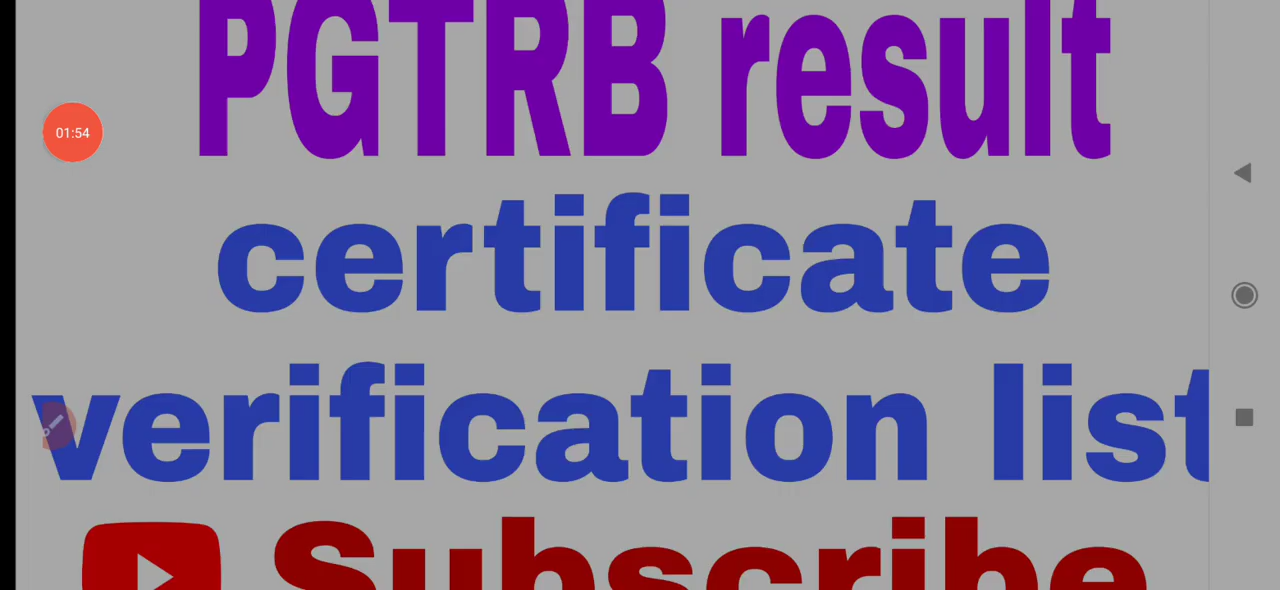 PGTRB result
01:54
certificate
verification list
Subscribe